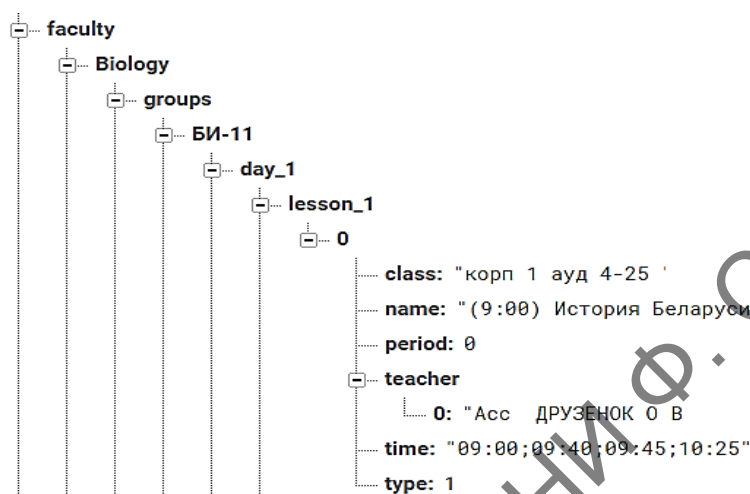 faculty
Biology
groups
БИ-11
day_1
lesson_1
0
class: "корп 1 ауд 4-25 '
name: "(9:00) История Беларуси
period: 0
teacher
0: "Асс ДРУЗЕНОК О В
time: "09:00;09:40;09:45;10:25"
type: 1
НИ Ф.